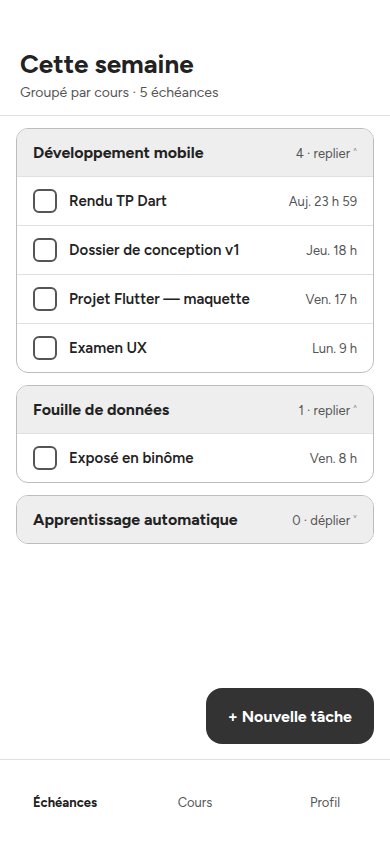 Cette semaine
Groupé par cours · 5 échéances
Développement mobile 4 · replier ˄
Rendu TP Dart Auj. 23 h 59
Dossier de conception v1 Jeu. 18 h
Projet Flutter — maquette Ven. 17 h
Examen UX Lun. 9 h
Fouille de données 1 · replier ˄
Exposé en binôme Ven. 8 h
Apprentissage automatique 0 · déplier ˅
+ Nouvelle tâche
Échéances Cours Profil